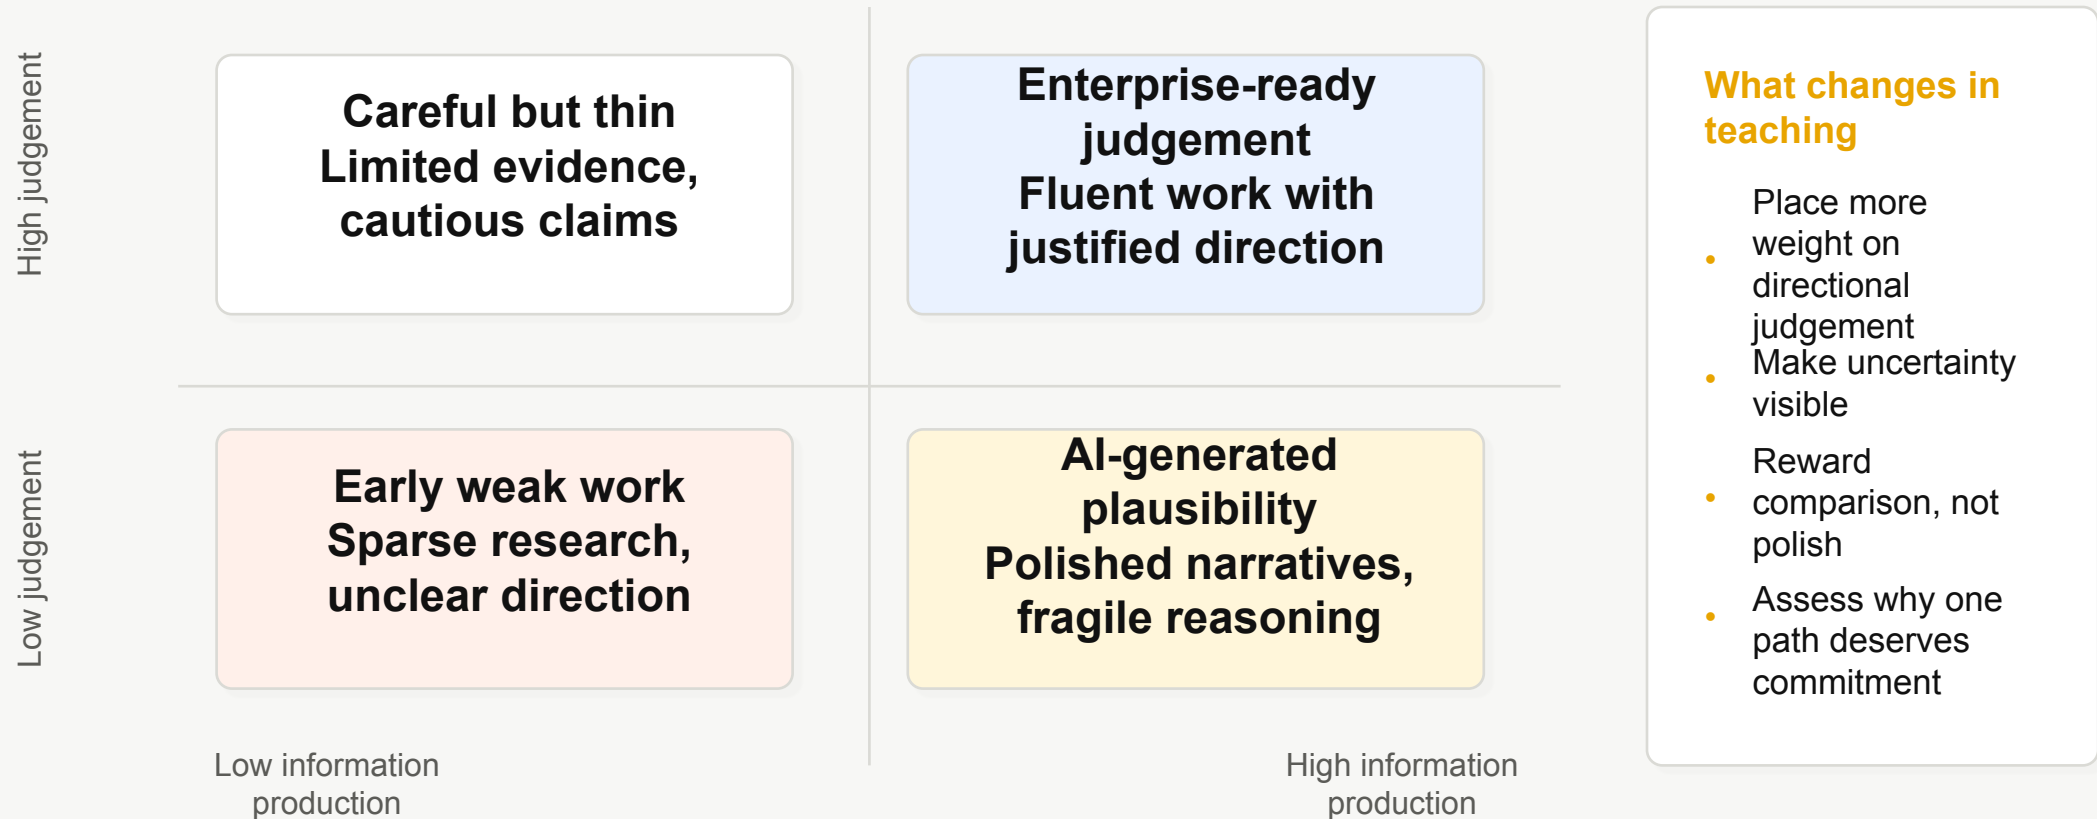 High judgement
Careful but thin
Limited evidence,
cautious claims
Enterprise-ready
judgement
Fluent work with
justified direction
Low judgement
Early weak work
Sparse research,
unclear direction
AI-generated
plausibility
Polished narratives,
fragile reasoning
Low information
production
High information
production
What changes in
teaching
Place more
weight on
directional
judgement
Make uncertainty
visible
Reward
comparison, not
polish
Assess why one
path deserves
commitment